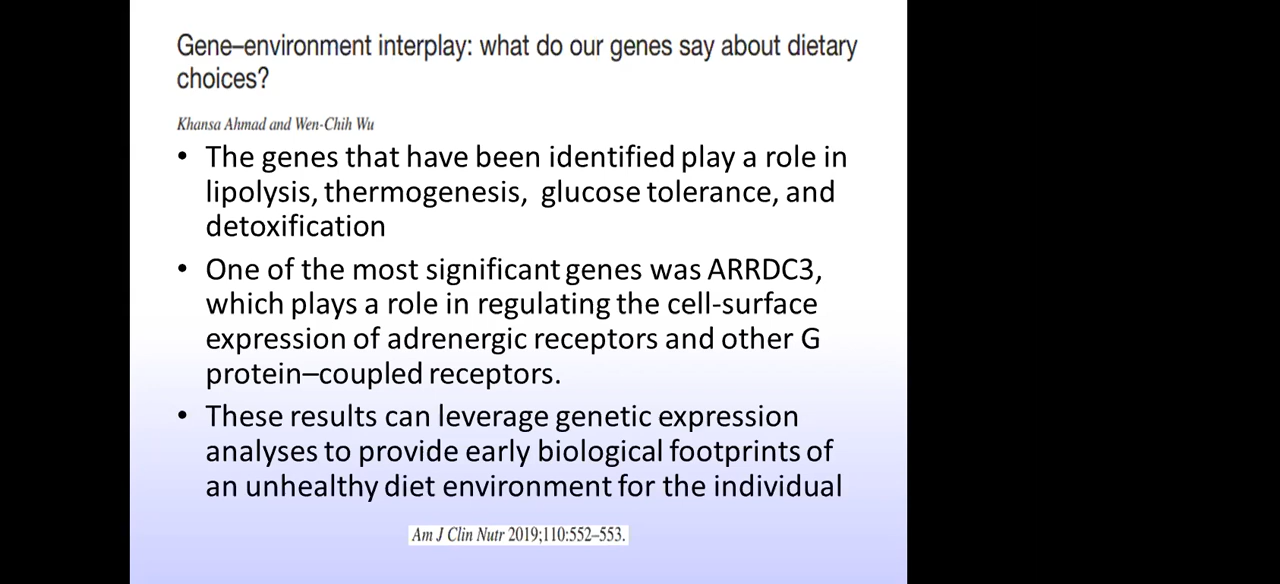 Gene–environment interplay: what do our genes say about dietary
choices?
Khansa Ahmad and Wen-Chih Wu
• The genes that have been identified play a role in
lipolysis, thermogenesis, glucose tolerance, and
detoxification
• One of the most significant genes was ARRDC3,
which plays a role in regulating the cell-surface
expression of adrenergic receptors and other G
protein–coupled receptors.
• These results can leverage genetic expression
analyses to provide early biological footprints of
an unhealthy diet environment for the individual
Am J Clin Nutr 2019;110:552–553.